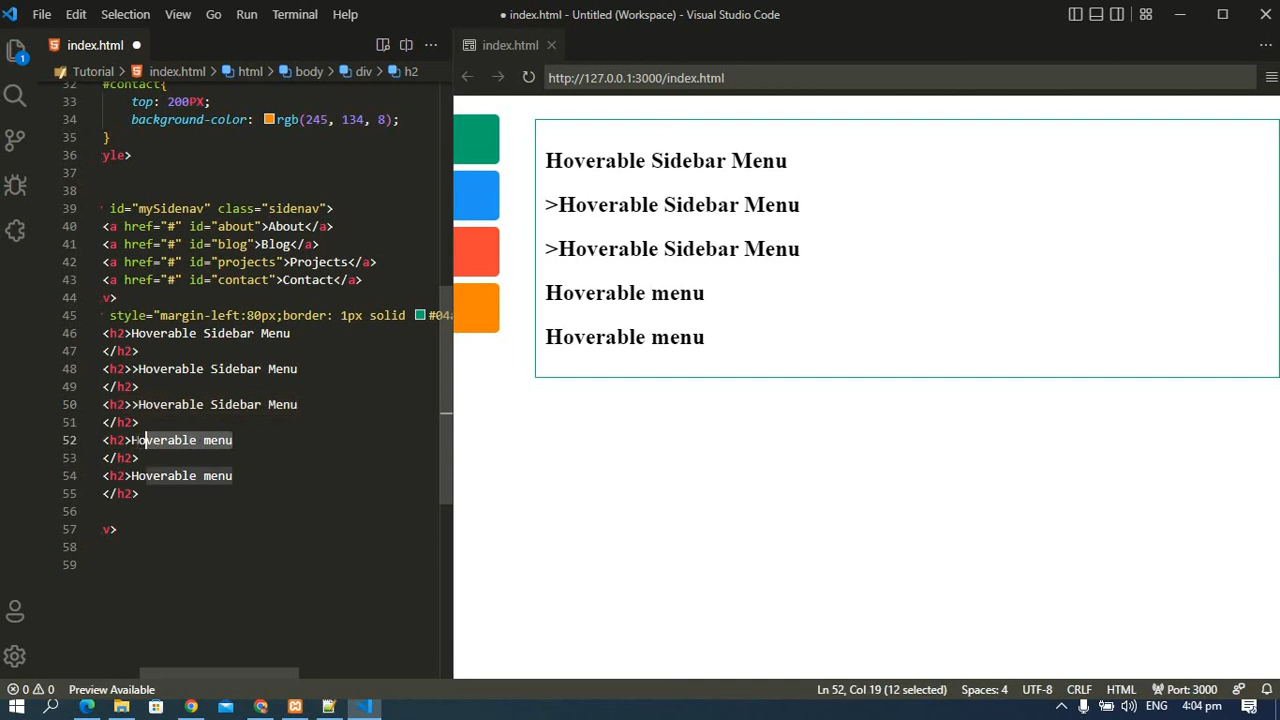 File Edit Selection View Go Run Terminal Help
● index.html - Untitled (Workspace) - Visual Studio Code
index.html ●
index.html
Tutorial > index.html > html > body > div > h2
http://127.0.0.1:3000/index.html
32 #contact{
33 top: 200PX;
34 background-color: rgb(245, 134, 8);
35 }
36 tyle>
37
38
39 id="mySidenav" class="sidenav">
40 <a href="#" id="about">About</a>
41 <a href="#" id="blog">Blog</a>
42 <a href="#" id="projects">Projects</a>
43 <a href="#" id="contact">Contact</a>
44 v>
45 style="margin-left:80px;border: 1px solid #04a
46 <h2>Hoverable Sidebar Menu
47 </h2>
48 <h2>>Hoverable Sidebar Menu
49 </h2>
50 <h2>>Hoverable Sidebar Menu
51 </h2>
52 <h2>Hoverable menu
53 </h2>
54 <h2>Hoverable menu
55 </h2>
56
57 v>
58
59
Hoverable Sidebar Menu
>Hoverable Sidebar Menu
>Hoverable Sidebar Menu
Hoverable menu
Hoverable menu
1
0 0 Preview Available
Ln 52, Col 19 (12 selected) Spaces: 4 UTF-8 CRLF HTML Port: 3000
ENG 4:04 pm